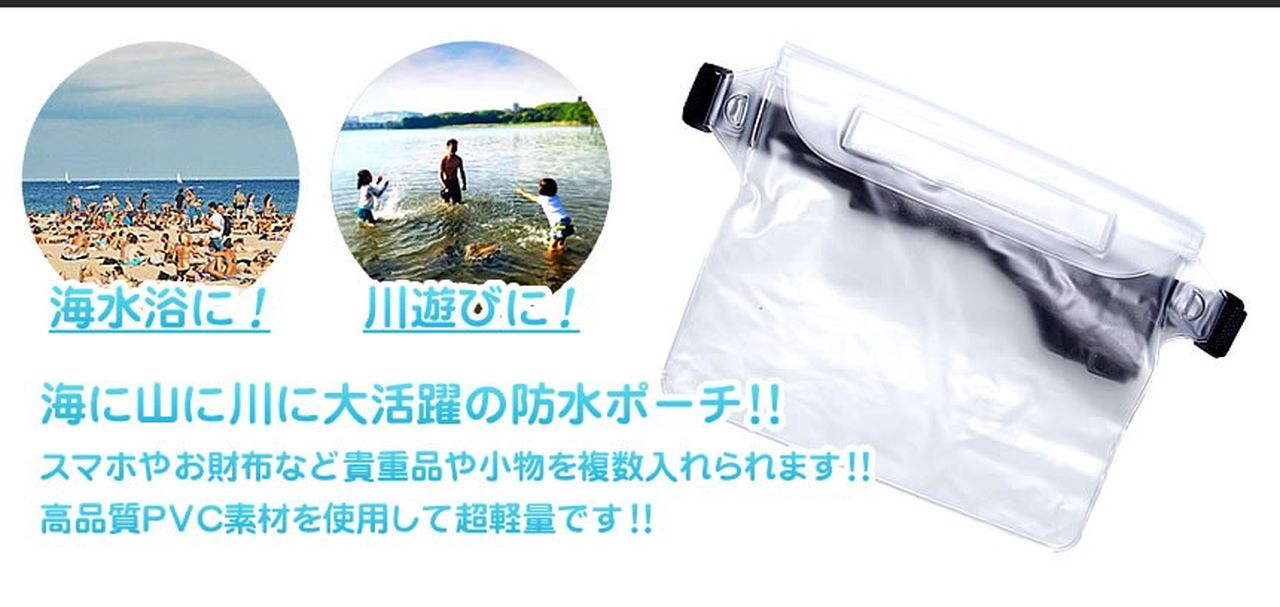 海水浴に！
川遊びに！
海に山に川に大活躍の防水ポーチ!!
スマホやお財布など貴重品や小物を複数入れられます!!
高品質PVC素材を使用して超軽量です!!